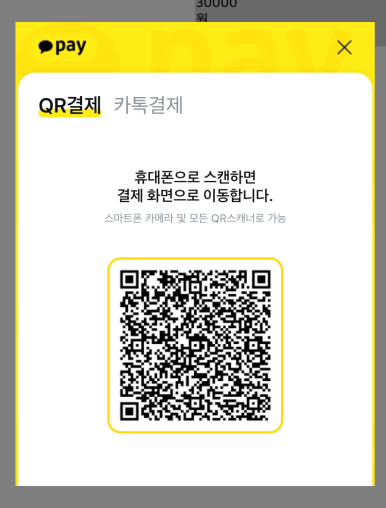 30000
원
pay
QR결제 카톡결제
휴대폰으로 스캔하면
결제 화면으로 이동합니다.
스마트폰 카메라 및 모든 QR스캐너로 가능